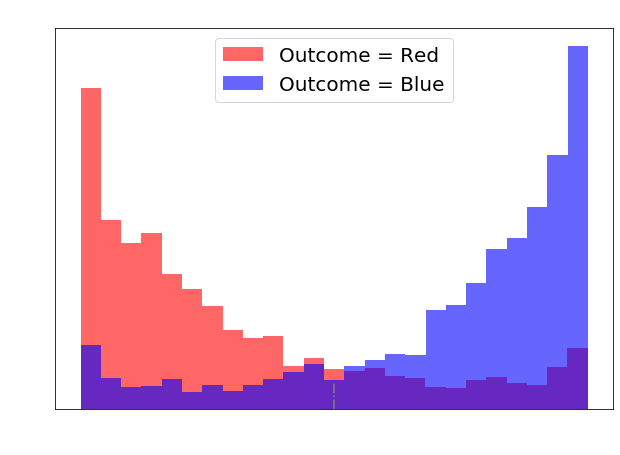 Outcome = Red
Outcome = Blue